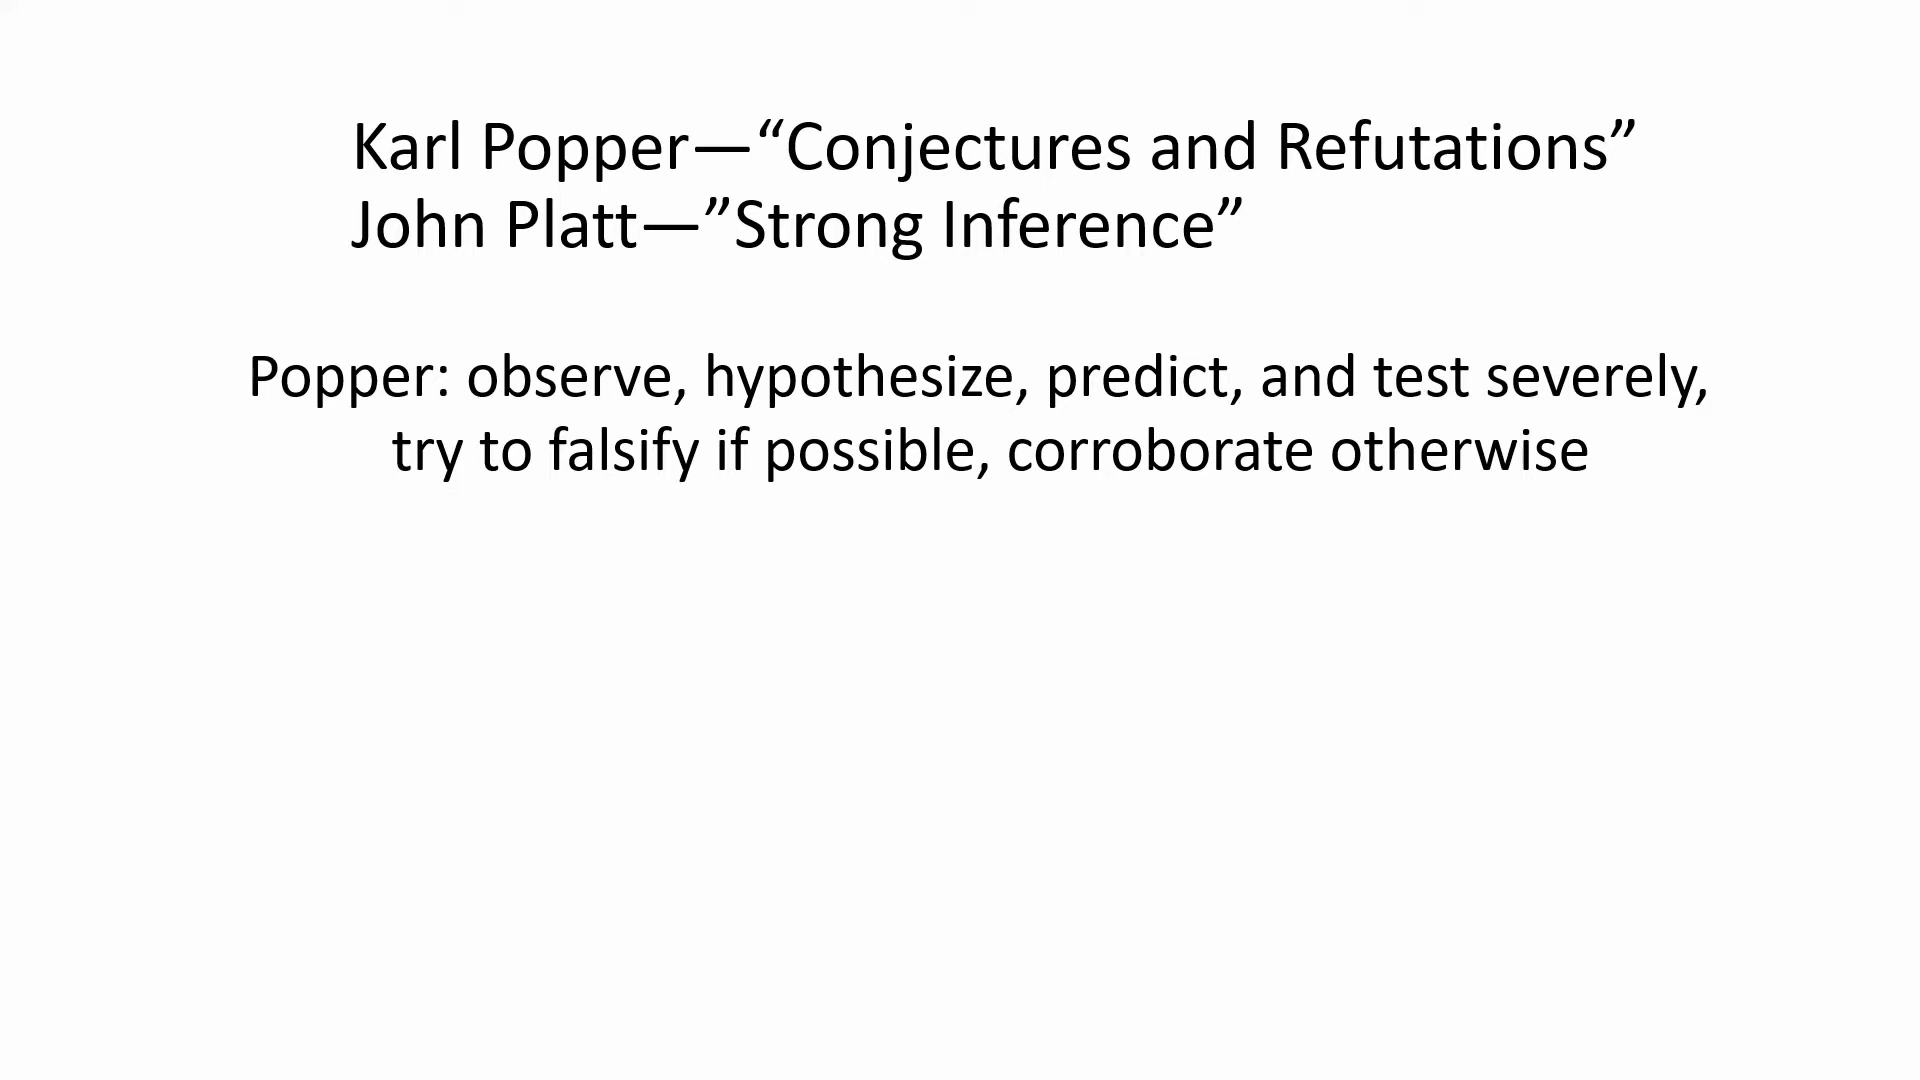 Karl Popper—“Conjectures and Refutations”
John Platt—”Strong Inference”
Popper: observe, hypothesize, predict, and test severely,
try to falsify if possible, corroborate otherwise